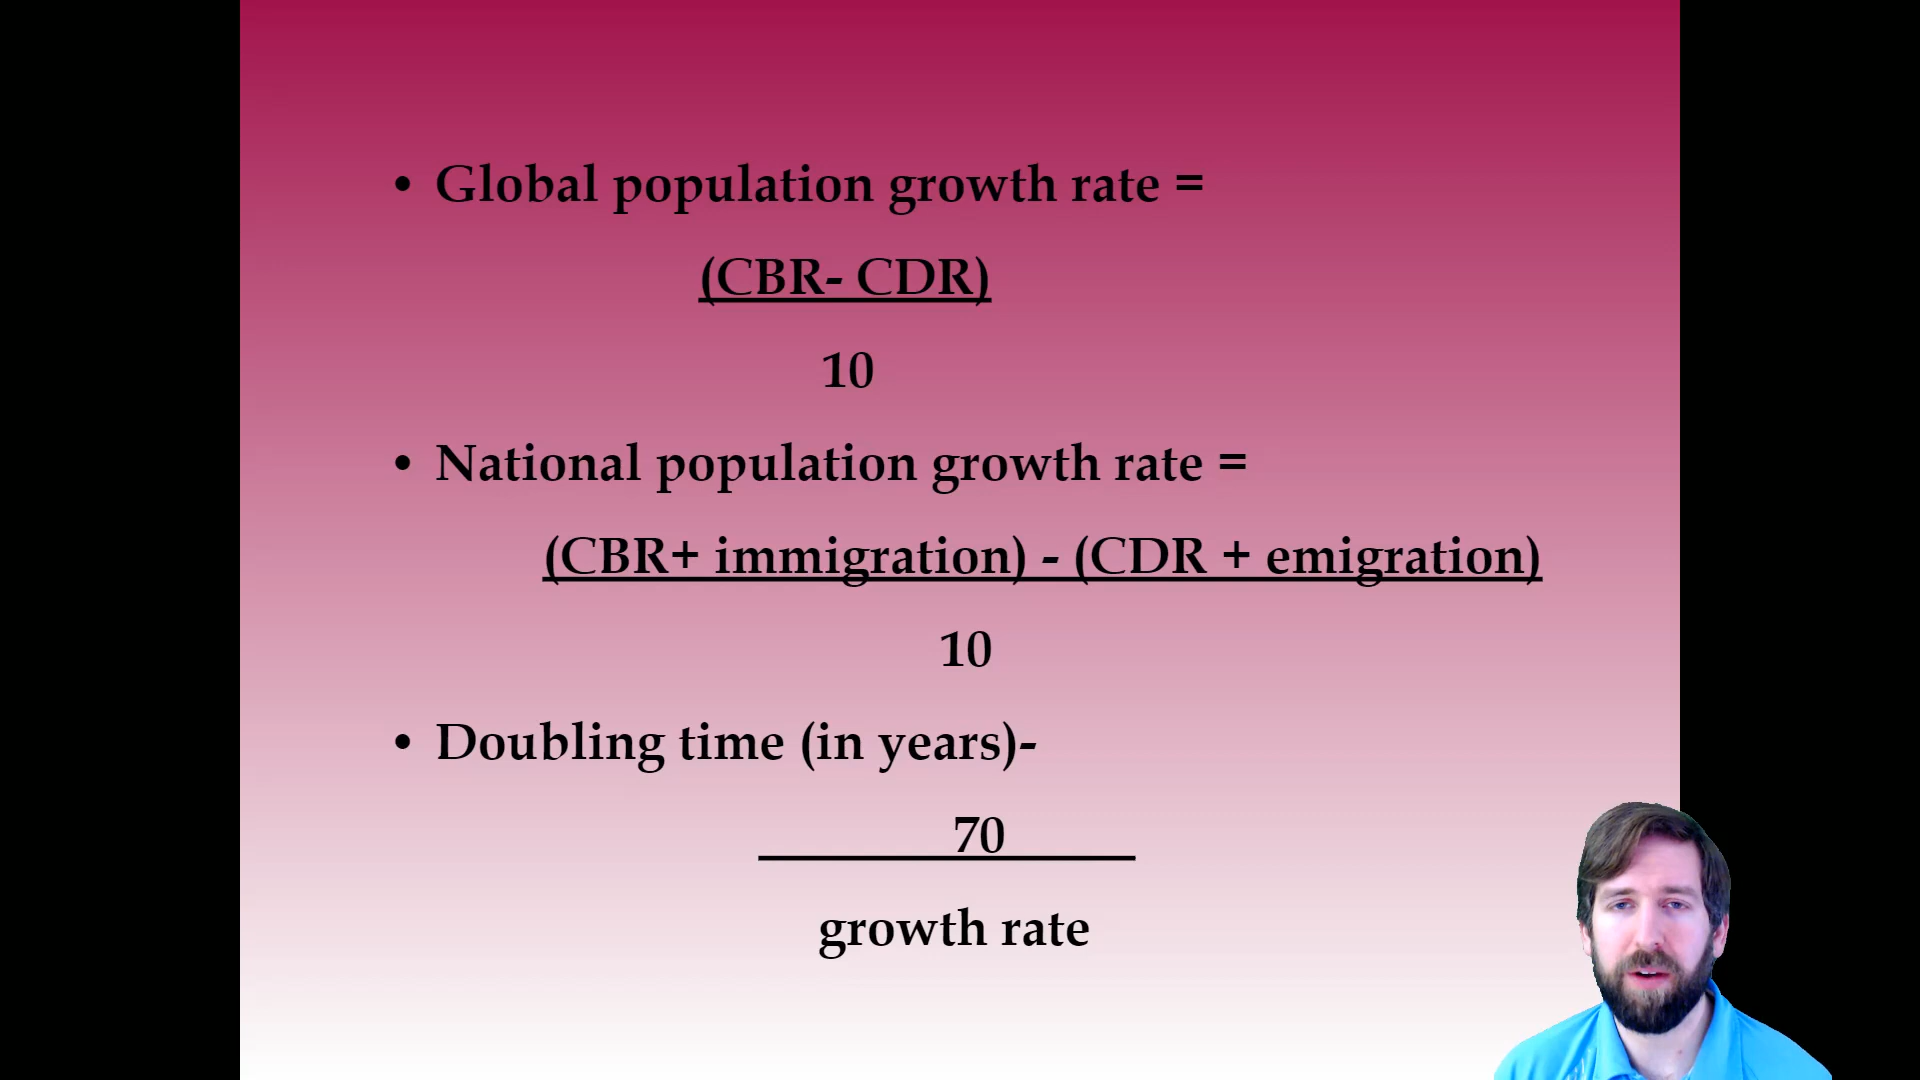 • Global population growth rate =
(CBR- CDR)
10
• National population growth rate =
(CBR+ immigration) - (CDR + emigration)
10
• Doubling time (in years)-
70
growth rate